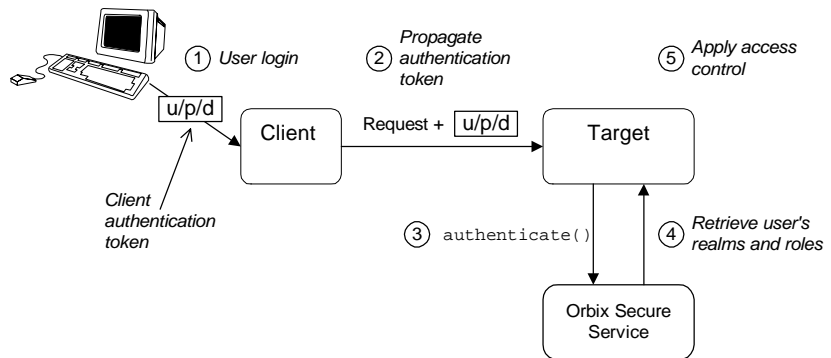 1 User login
2 Propagate
authentication
token
5 Apply access
control
u/p/d
Client
Request + u/p/d
Target
Client
authentication
token
3 authenticate()
4 Retrieve user's
realms and roles
Orbix Secure
Service